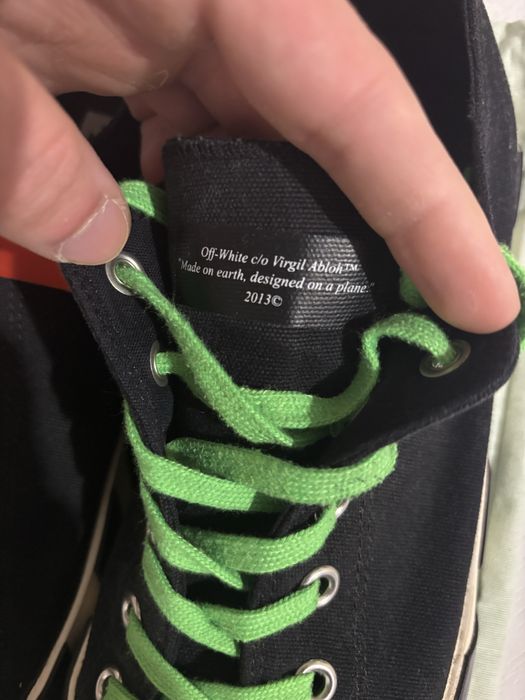 Off-White c/o Virgil Abloh™
"Made on earth, designed on a plane."
2013©